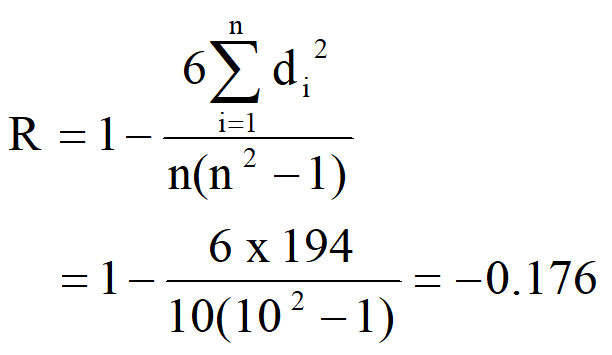 R = 1 − 6∑ᵢ₌₁ⁿ dᵢ² / n(n² − 1)
= 1 − 6 x 194 / 10(10² − 1) = −0.176